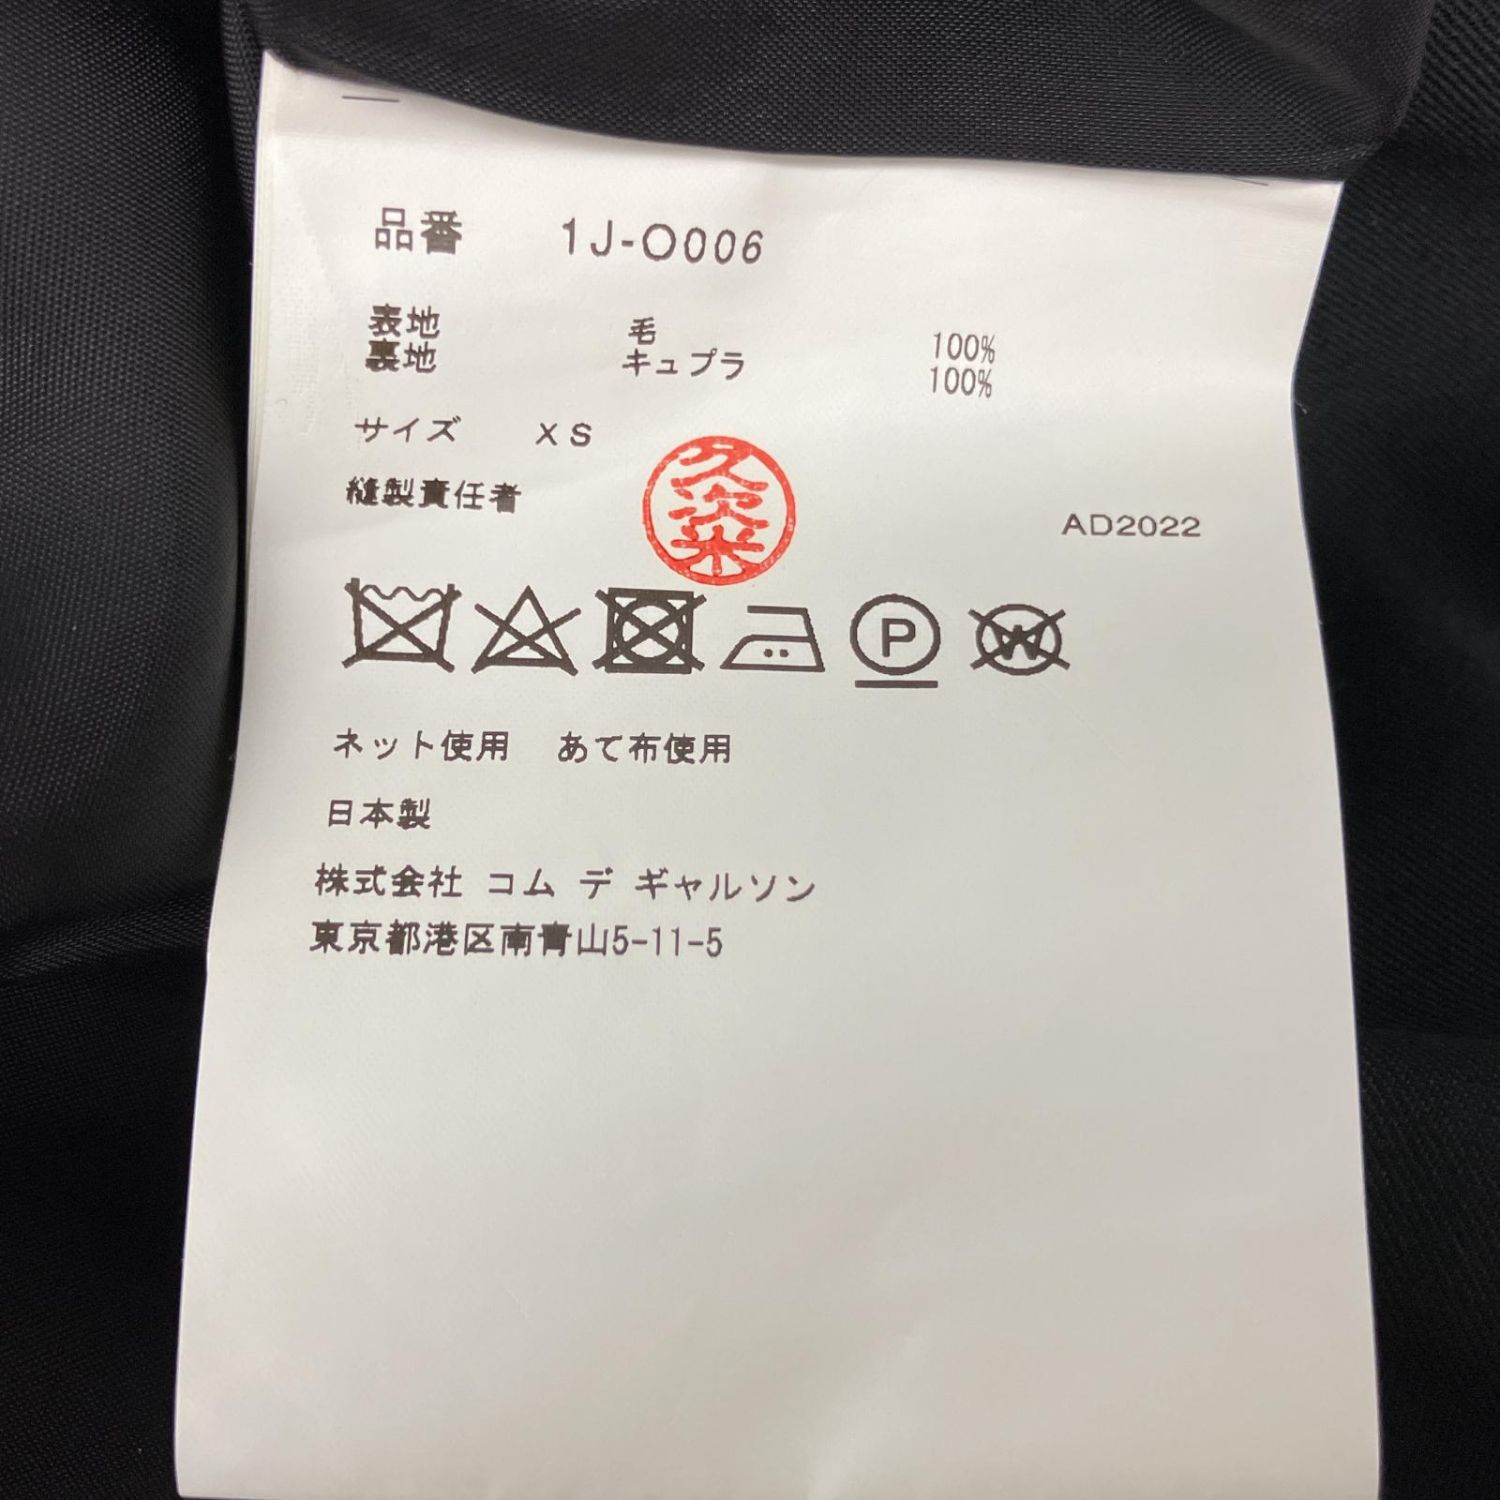 品番 1J-O006
表地 毛 100%
裏地 キュプラ 100%
サイズ XS
縫製責任者 久次米
AD2022
P
W
ネット使用 あて布使用
日本製
株式会社 コム デ ギャルソン
東京都港区南青山5-11-5